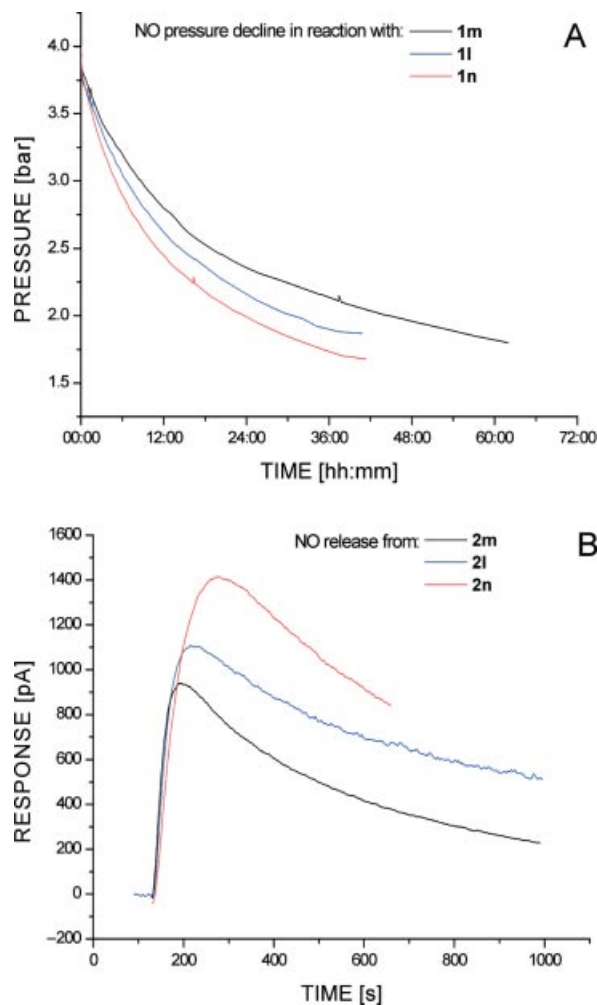 NO pressure decline in reaction with: 1m A
1l
1n
4.0
3.5
3.0
2.5
2.0
1.5
PRESSURE [bar]
00:00 12:00 24:00 36:00 48:00 60:00 72:00
TIME [hh:mm]
NO release from: 2m B
2l
2n
1600
1400
1200
1000
800
600
400
200
0
−200
RESPONSE [pA]
0 200 400 600 800 1000
TIME [s]